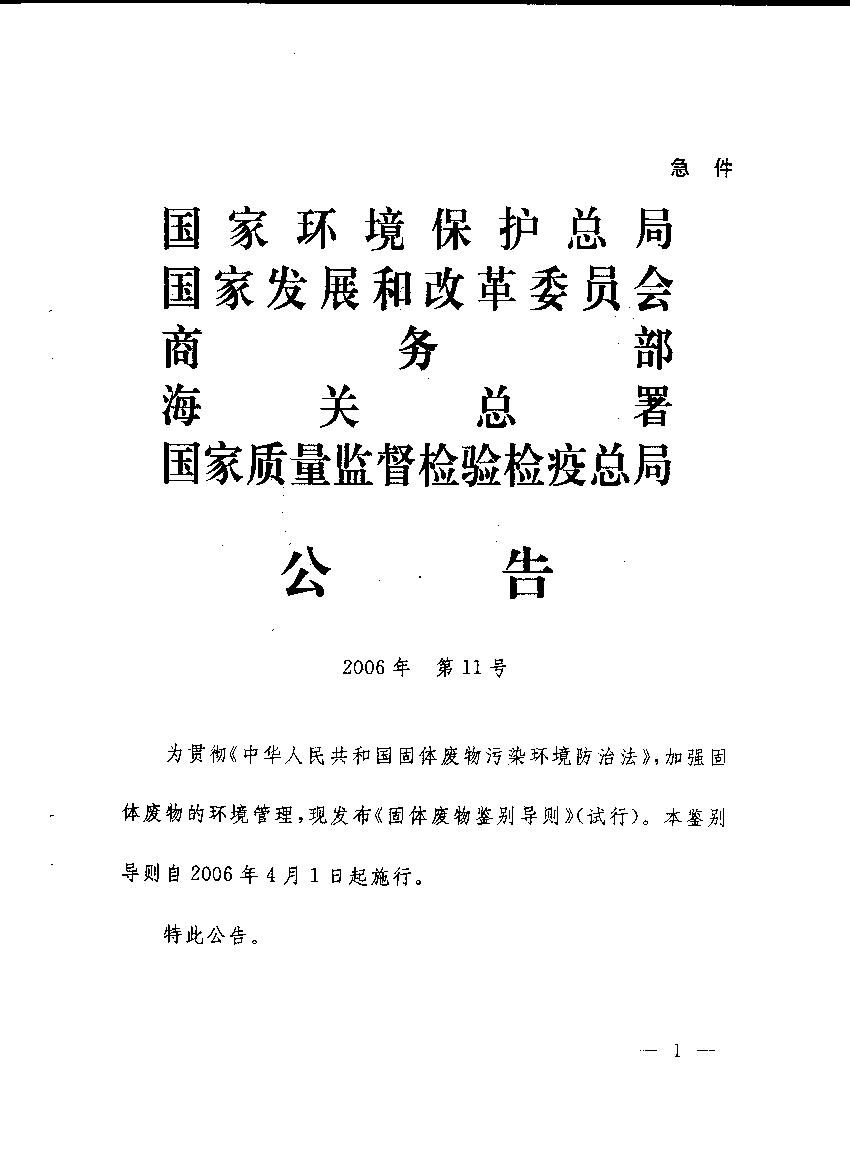 急 件
国家环境保护总局
国家发展和改革委员会
商务部
海关总署
国家质量监督检验检疫总局
公 告
2006年 第11号
为贯彻《中华人民共和国固体废物污染环境防治法》,加强固
体废物的环境管理,现发布《固体废物鉴别导则》(试行)。本鉴别
导则自2006年4月1日起施行。
特此公告。
— 1 —